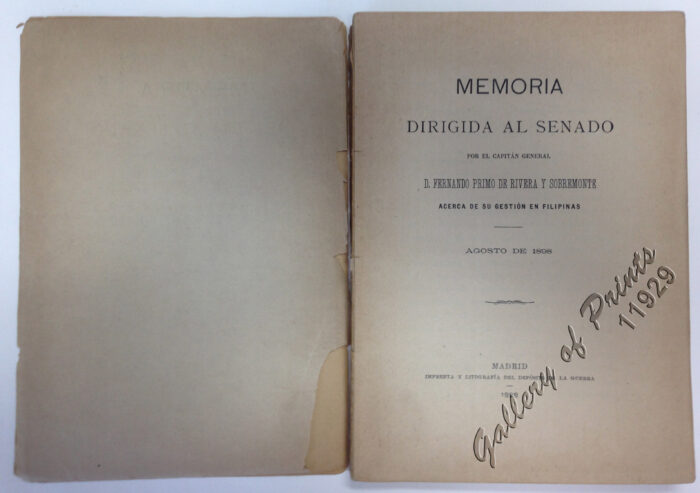 MEMORIA
DIRIGIDA AL SENADO
POR EL CAPITÁN GENERAL
D. FERNANDO PRIMO DE RIVERA Y SOBREMONTE
ACERCA DE SU GESTIÓN EN FILIPINAS
AGOSTO DE 1898
MADRID
IMPRENTA Y LITOGRAFÍA DEL DEPÓSITO DE LA GUERRA
1898
Gallery of Prints
11929